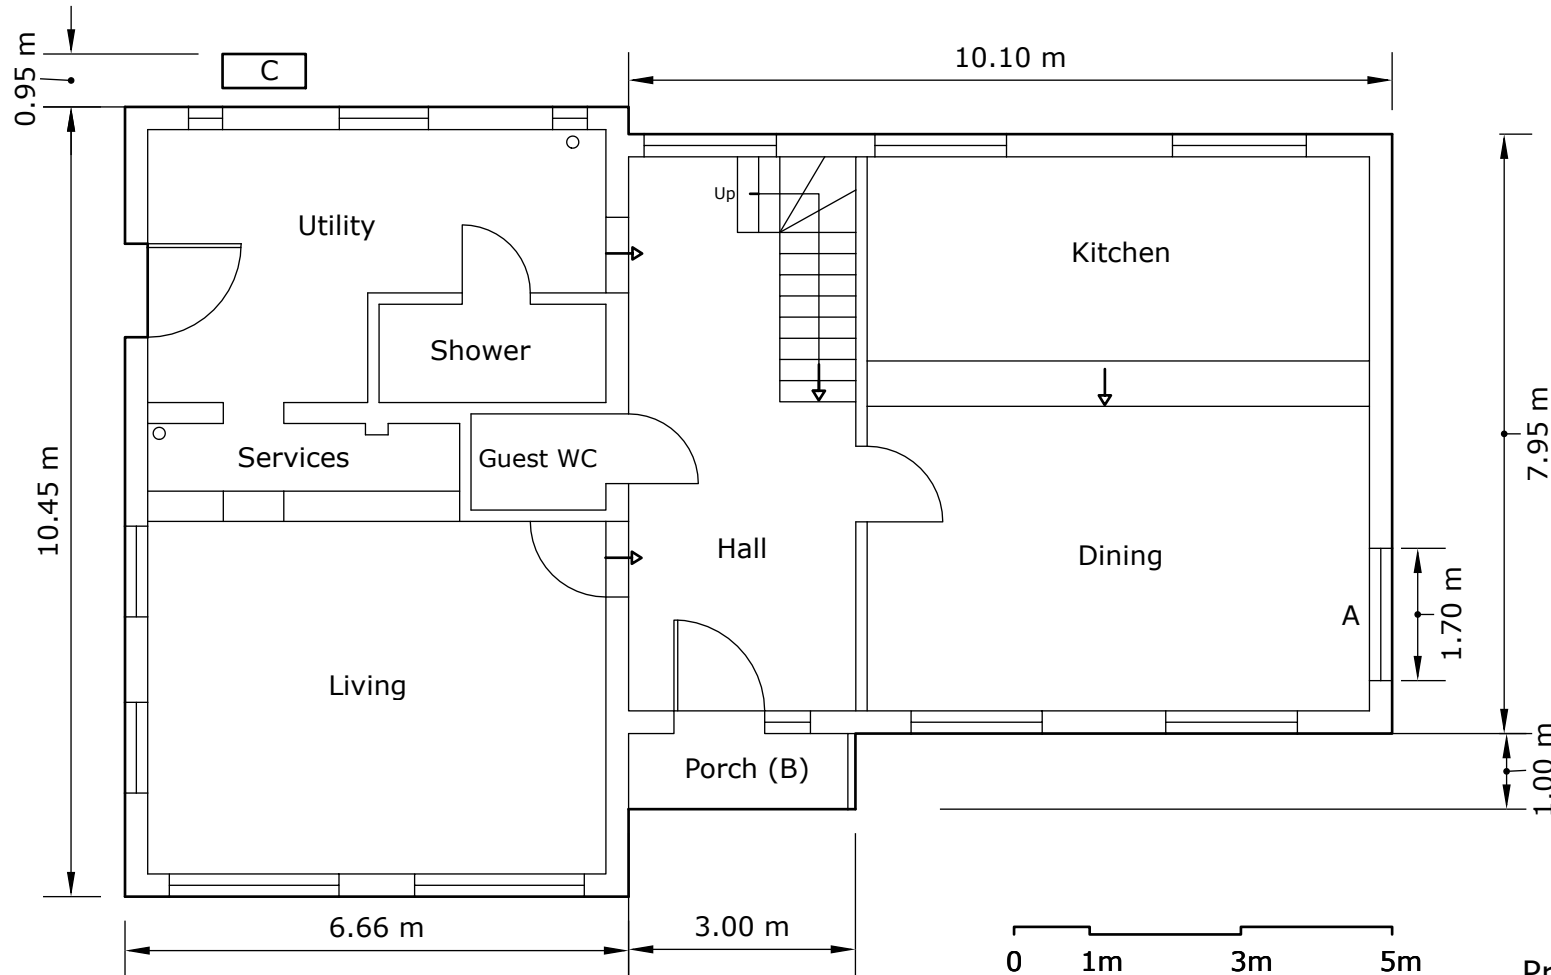 0.95 m
C
10.10 m
Up
Utility
Kitchen
Shower
Services
Guest WC
7.95 m
10.45 m
Hall
Dining
A
1.70 m
Living
Porch (B)
1.00 m
6.66 m
3.00 m
0 1m 3m 5m